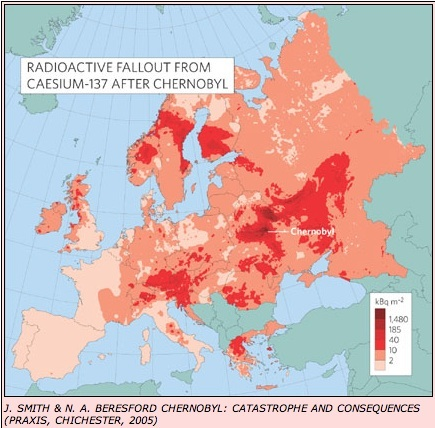 RADIOACTIVE FALLOUT FROM
CAESIUM-137 AFTER CHERNOBYL
Chernobyl
kBq m-2
1,480
185
40
10
2
J. SMITH & N. A. BERESFORD CHERNOBYL: CATASTROPHE AND CONSEQUENCES
(PRAXIS, CHICHESTER, 2005)